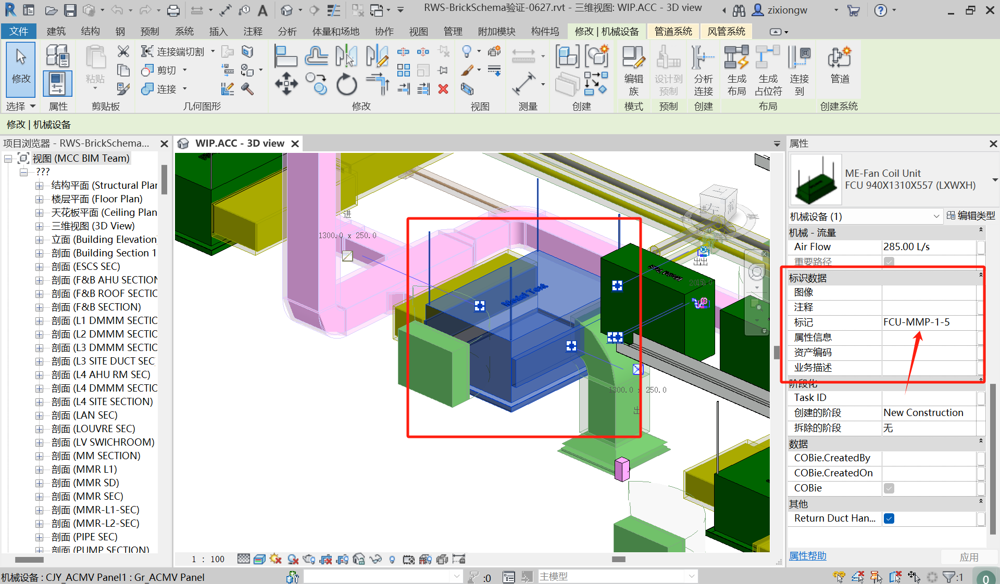 RWS-BrickSchema验证-0627.rvt - 三维视图: WIP.ACC - 3D view
zixiongw
文件 建筑 结构 钢 预制 系统 插入 注释 分析 体量和场地 协作 视图 管理 附加模块 构件坞 修改 | 机械设备 管道系统 风管系统
修改
粘贴
连接端切割
剪切
连接
编辑族
设计到预制
分析连接
生成布局
生成占位符
连接到
管道
选择 属性 剪贴板 几何图形 修改 视图 测量 创建 模式 预制 创建 布局 创建系统
修改 | 机械设备
项目浏览器 - RWS-BrickSchema...
视图 (MCC BIM Team)
???
结构平面 (Structural Plar
楼层平面 (Floor Plan)
天花板平面 (Ceiling Plan
三维视图 (3D View)
立面 (Building Elevation
剖面 (Building Section 1
剖面 (ESCS SEC)
剖面 (F&B AHU SECTION
剖面 (F&B ROOF SECTIC
剖面 (F&B SECTION)
剖面 (L1 DMMM SECTIC
剖面 (L2 DMMM SECTIC
剖面 (L3 DMMM SECTIC
剖面 (L3 SITE DUCT SEC
剖面 (L4 AHU RM SEC)
剖面 (L4 DMMM SECTIC
剖面 (L4 SITE SECTION)
剖面 (LAN SEC)
剖面 (LOUVRE SEC)
剖面 (LV SWICHROOM)
剖面 (MM SECTION)
剖面 (MMR L1)
剖面 (MMR SD)
剖面 (MMR SEC)
剖面 (MMR-L1-SEC)
剖面 (MMR-L2-SEC)
剖面 (PIPE SEC)
剖面 (PUMP SECTION)
WIP.ACC - 3D view
进
1300.0 x 250.0
Model Text
15.0
出出
1300.0 x 250.0
出
1 : 100
属性
ME-Fan Coil Unit
FCU 940X1310X557 (LXWXH)
机械设备 (1)
编辑类型
机械 - 流量
Air Flow 285.00 L/s
重要路径
标识数据
图像
注释
标记 FCU-MMP-1-5
属性信息
资产编码
业务描述
阶段化
Task ID
创建的阶段 New Construction
拆除的阶段 无
数据
COBie.CreatedBy
COBie.CreatedOn
COBie
其他
Return Duct Han...
属性帮助
应用
机械设备 : CJY_ACMV Panel1 : Gr_ACMV Panel
:0
主模型
:1
0